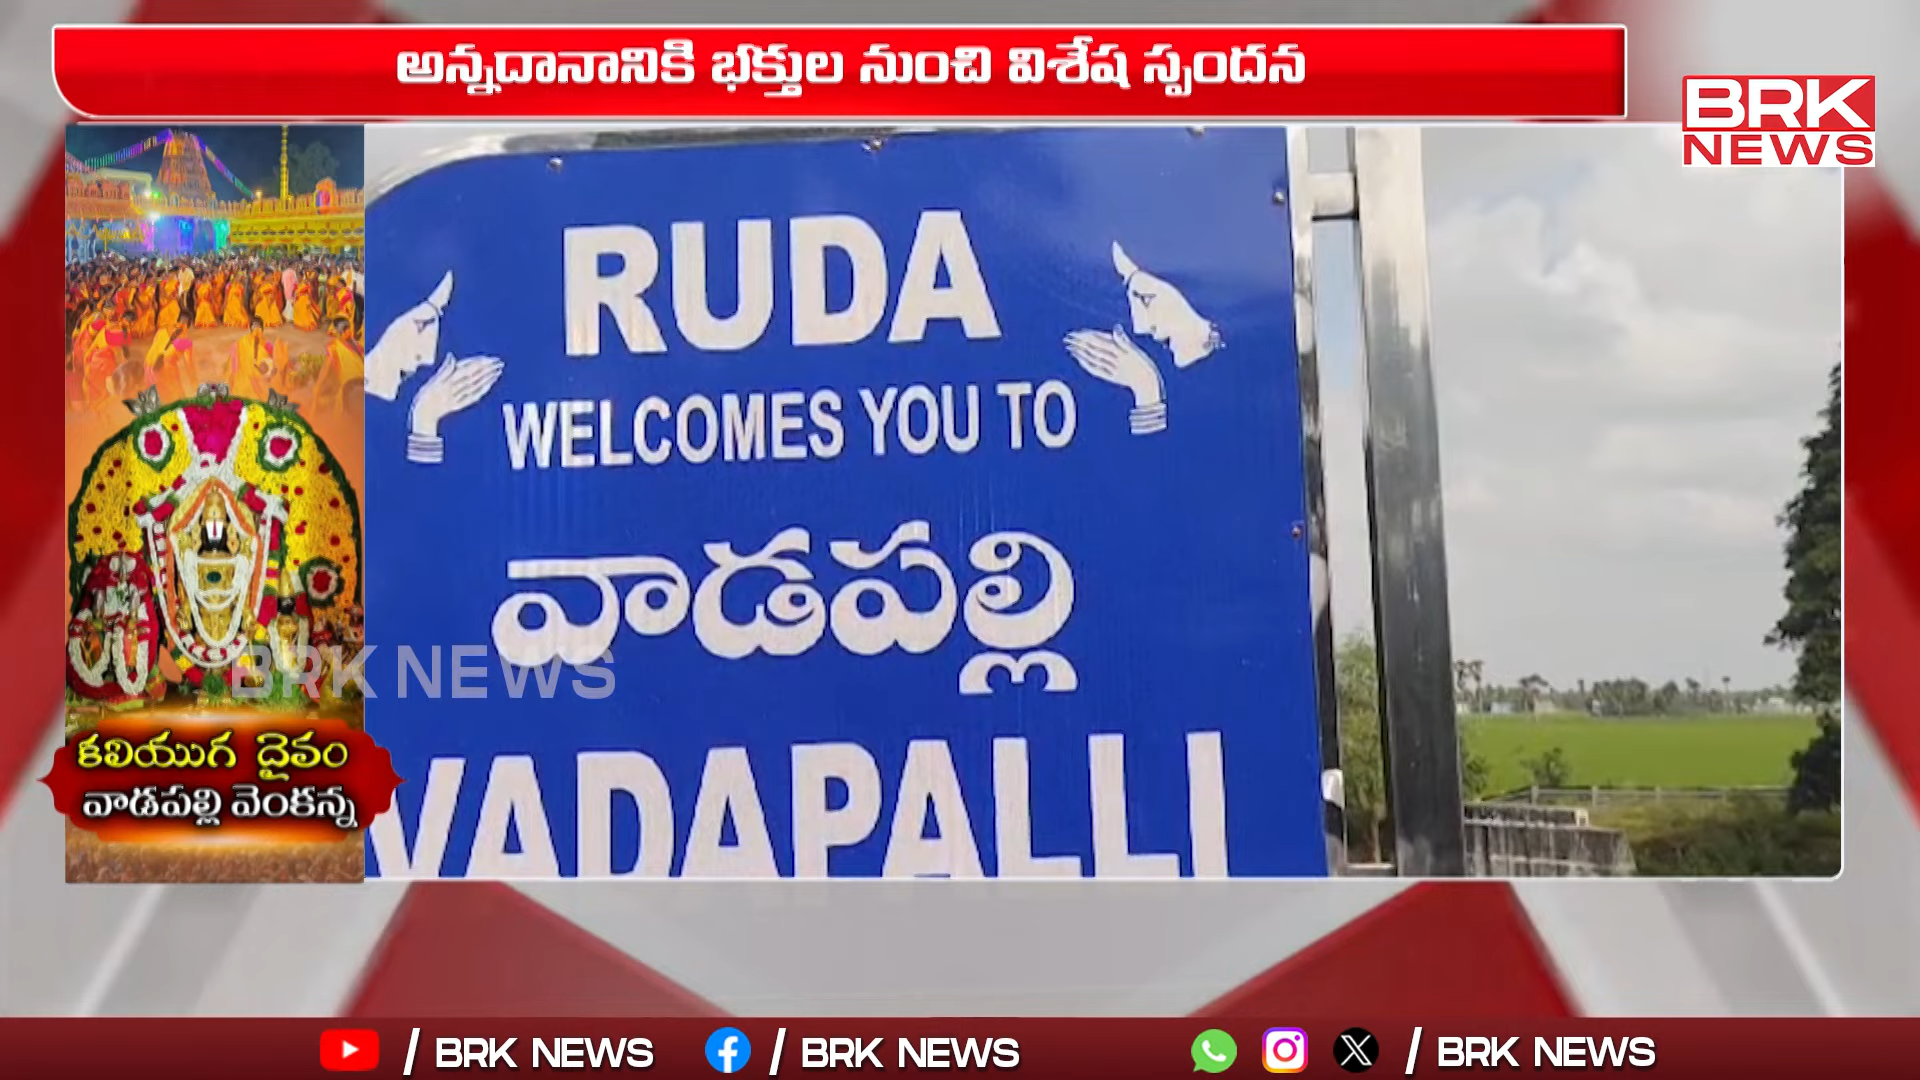 అన్నదానానికి భక్తుల నుంచి విశేష స్పందన
BRK
NEWS
RUDA
WELCOMES YOU TO
వాడపల్లి
VADAPALLI
BRK NEWS
కలియుగ దైవం
వాడపల్లి వెంకన్న
/ BRK NEWS
/ BRK NEWS
/ BRK NEWS